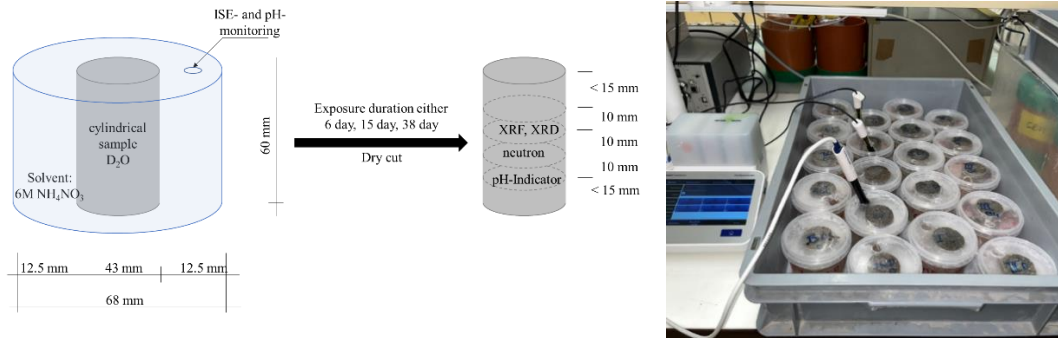 ISE- and pH-
monitoring
cylindrical
sample
D₂O
Solvent:
6M NH₄NO₃
60 mm
12.5 mm
43 mm
12.5 mm
68 mm
Exposure duration either
6 day, 15 day, 38 day
Dry cut
XRF, XRD
neutron
pH-Indicator
< 15 mm
10 mm
10 mm
10 mm
< 15 mm